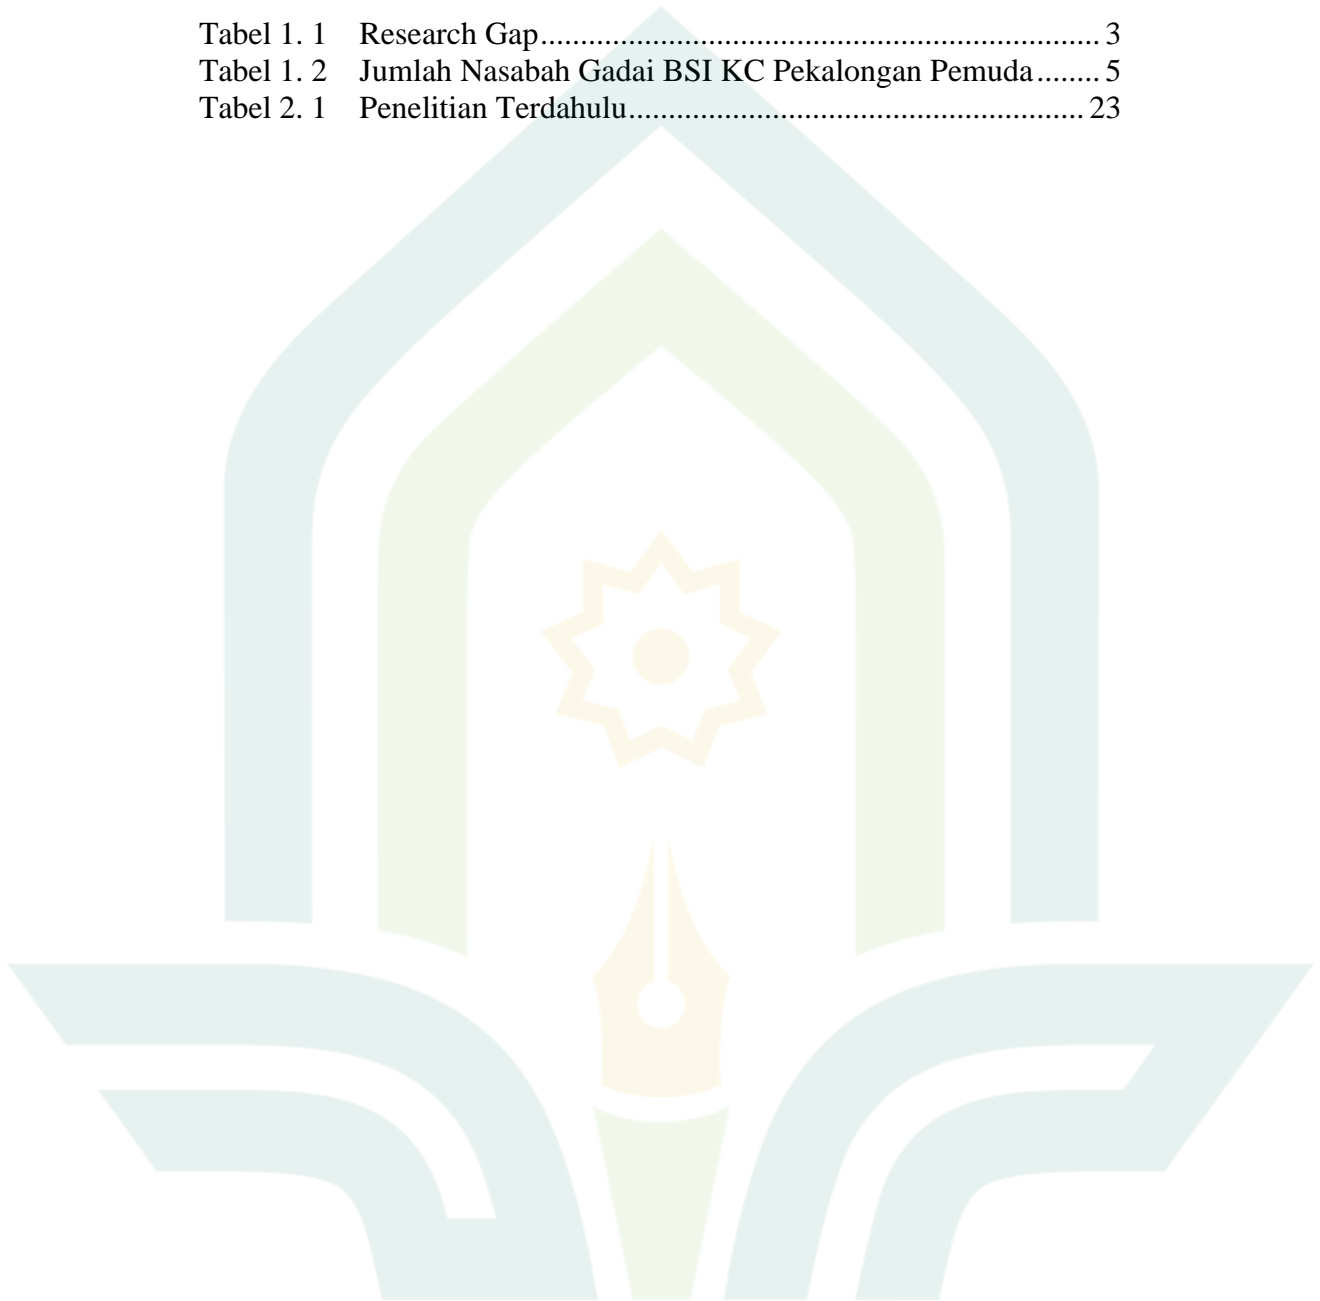 Tabel 1. 1 Research Gap...................................................................... 3
Tabel 1. 2 Jumlah Nasabah Gadai BSI KC Pekalongan Pemuda........ 5
Tabel 2. 1 Penelitian Terdahulu......................................................... 23